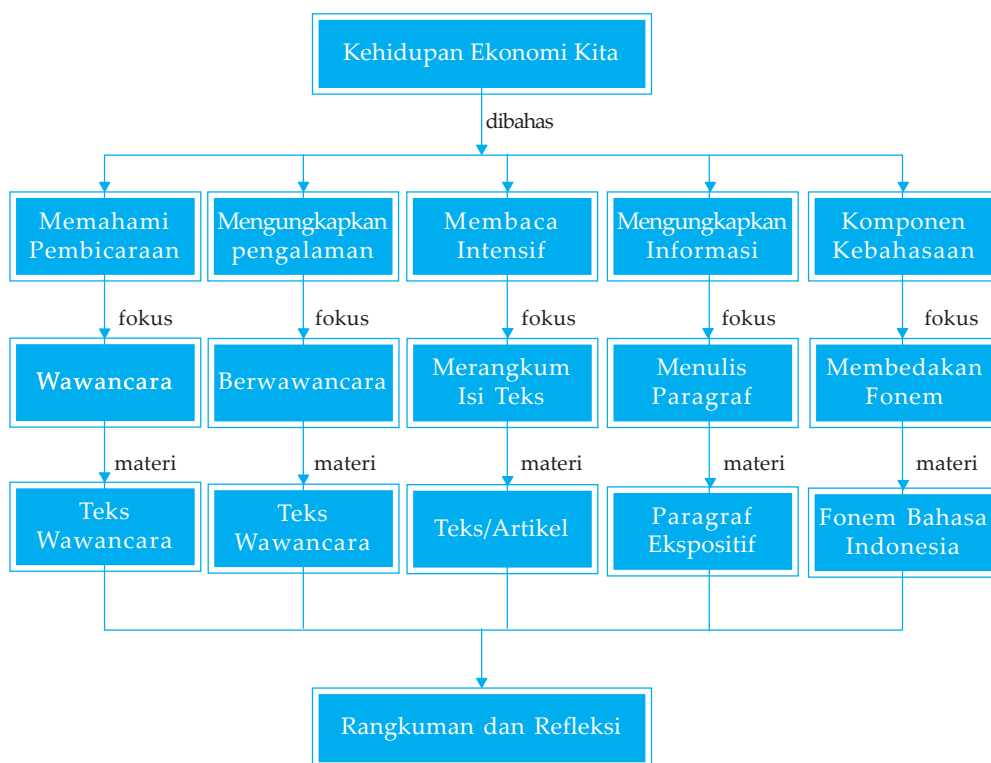 Kehidupan Ekonomi Kita
dibahas
Memahami
Pembicaraan
Mengungkapkan
pengalaman
Membaca
Intensif
Mengungkapkan
Informasi
Komponen
Kebahasaan
fokus
fokus
fokus
fokus
fokus
Wawancara
Berwawancara
Merangkum
Isi Teks
Menulis
Paragraf
Membedakan
Fonem
materi
materi
materi
materi
materi
Teks
Wawancara
Teks
Wawancara
Teks/Artikel
Paragraf
Ekspositif
Fonem Bahasa
Indonesia
Rangkuman dan Refleksi